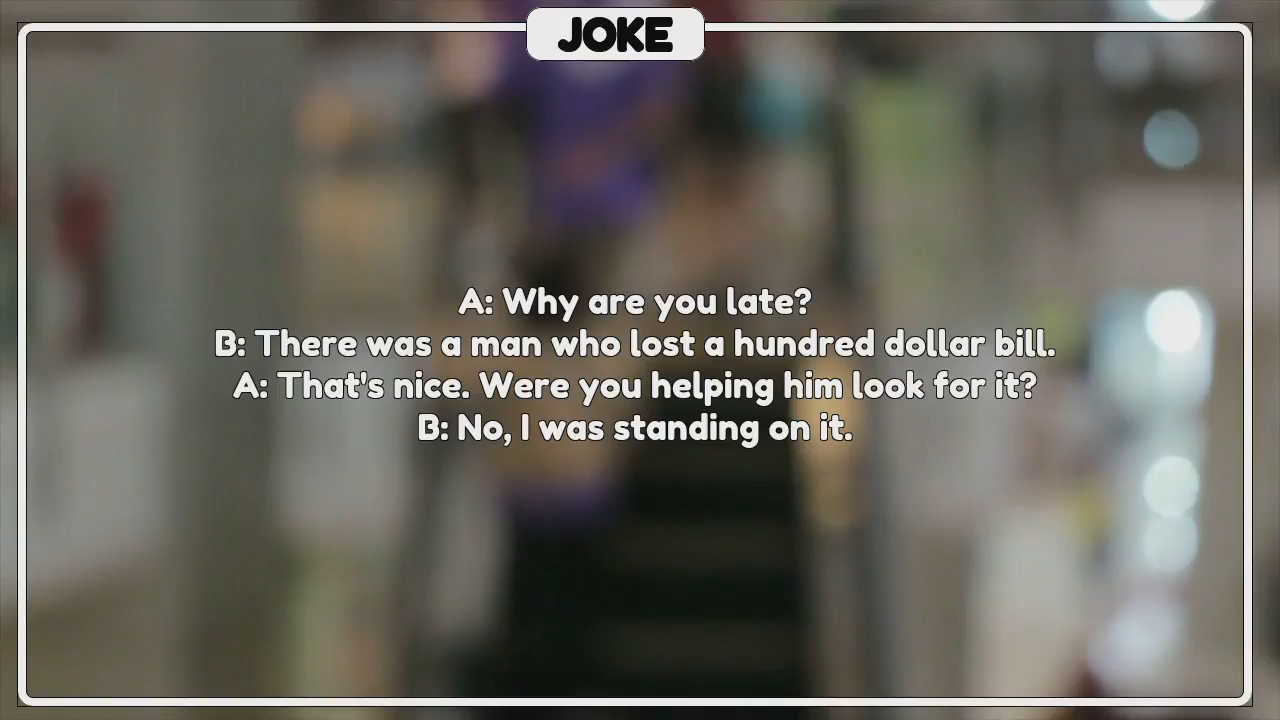 JOKE
A: Why are you late?
B: There was a man who lost a hundred dollar bill.
A: That's nice. Were you helping him look for it?
B: No, I was standing on it.